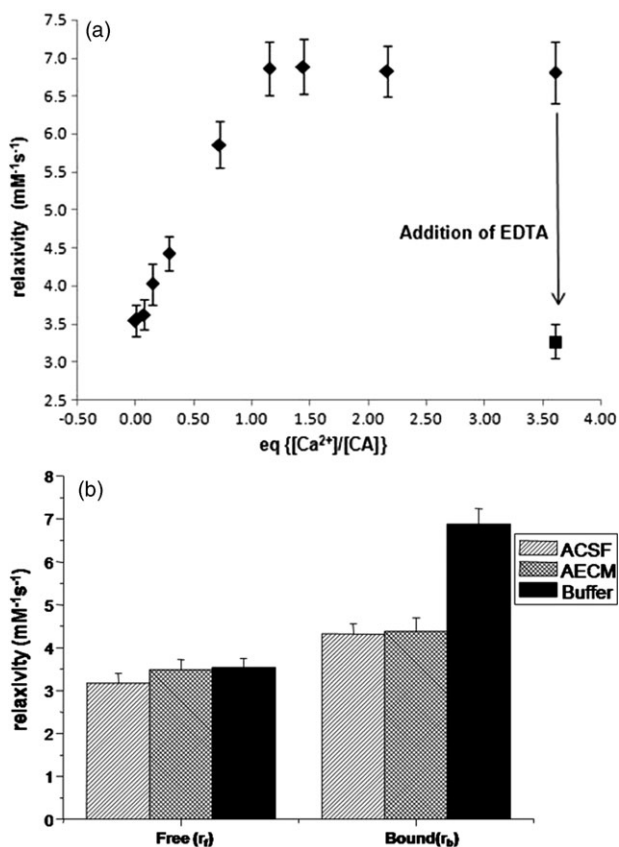 (a)
7.5
7.0
6.5
6.0
5.5
5.0
4.5
4.0
3.5
3.0
2.5
relaxivity (mM⁻¹s⁻¹)
Addition of EDTA
-0.50 0.00 0.50 1.00 1.50 2.00 2.50 3.00 3.50 4.00
eq {[Ca²⁺]/[CA]}
(b)
8
7
6
5
4
3
2
1
0
relaxivity (mM⁻¹s⁻¹)
ACSF
AECM
Buffer
Free {r_f} Bound{r_b}